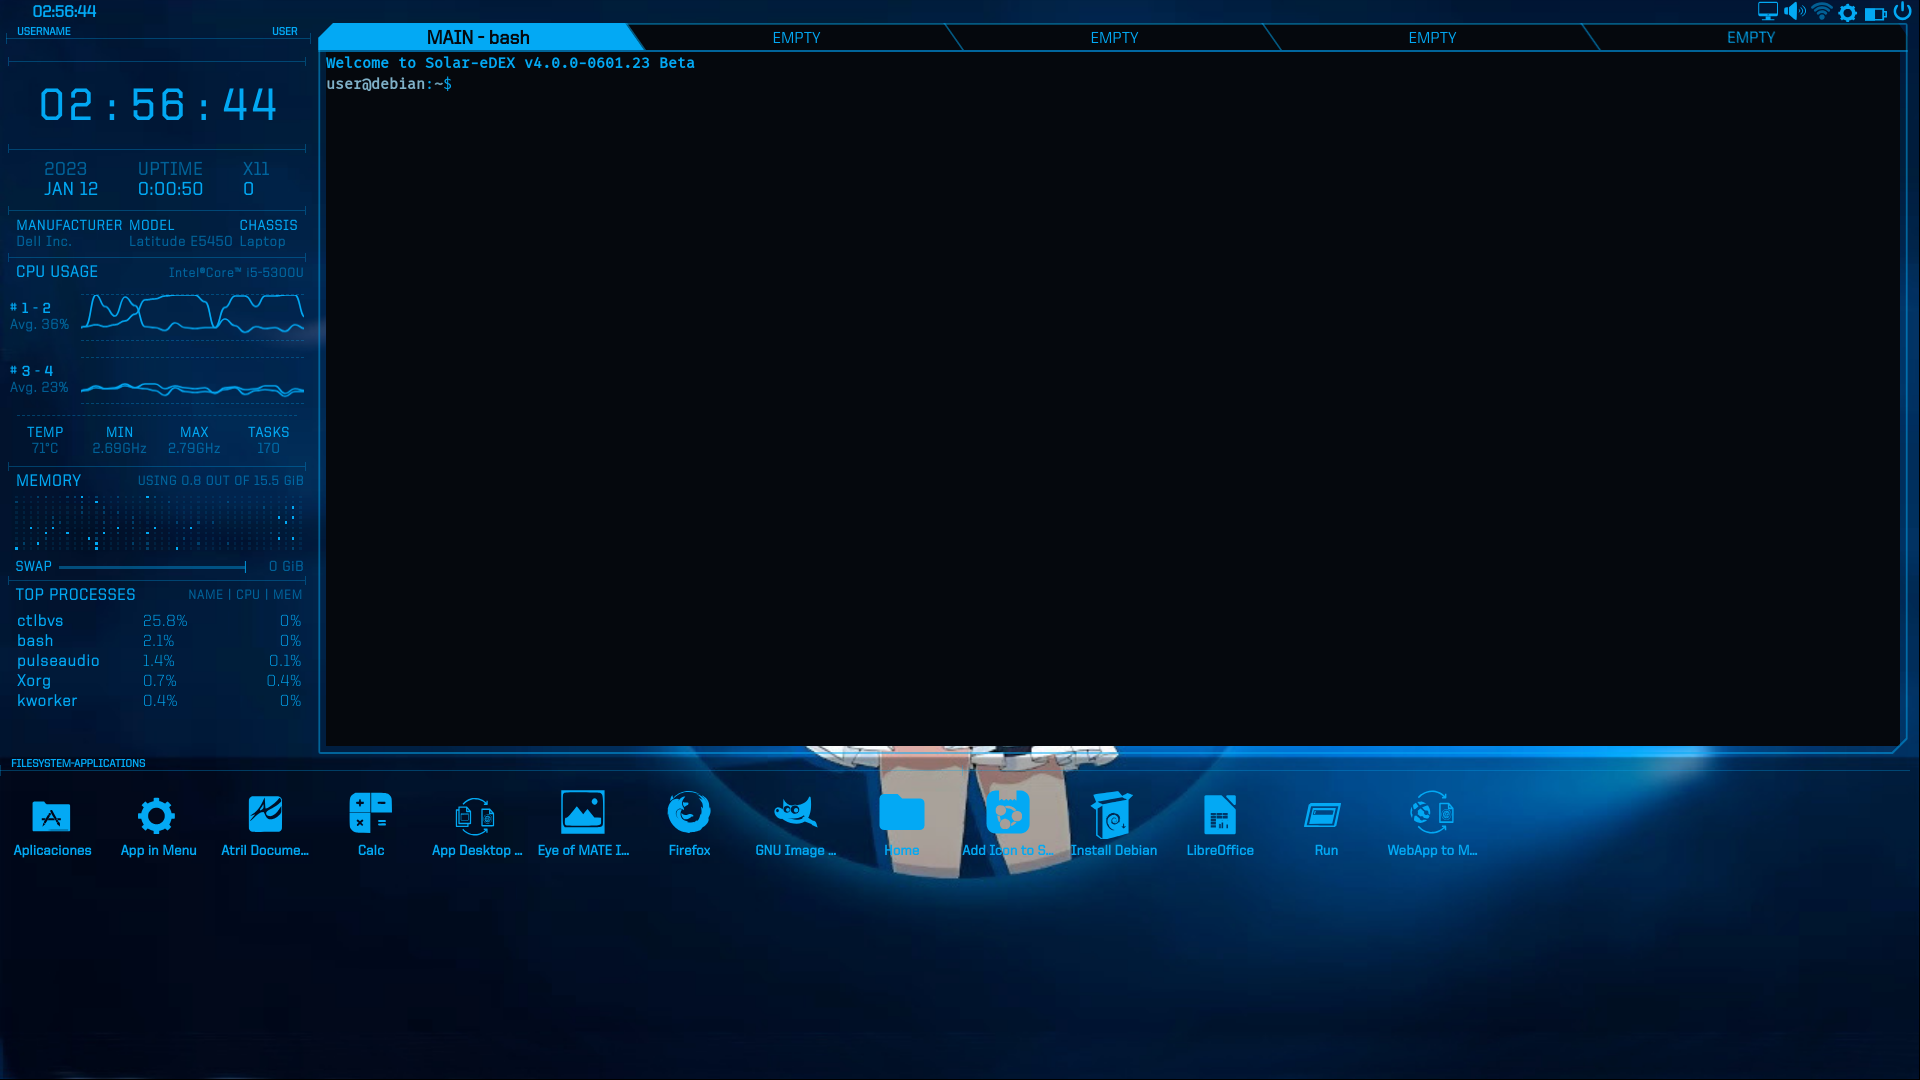 02:56:44
USERNAME USER
MAIN - bash EMPTY EMPTY EMPTY EMPTY
Welcome to Solar-eDEX v4.0.0-0601.23 Beta
user@debian:~$
02:56:44
2023 UPTIME X11
JAN 12 0:00:50 0
MANUFACTURER MODEL CHASSIS
Dell Inc. Latitude E5450 Laptop
CPU USAGE Intel®Core™ i5-5300U
# 1 - 2
Avg. 36%
# 3 - 4
Avg. 23%
TEMP MIN MAX TASKS
71°C 2.69GHz 2.79GHz 170
MEMORY USING 0.8 OUT OF 15.5 GiB
SWAP 0 GiB
TOP PROCESSES NAME | CPU | MEM
ctlbvs 25.8% 0%
bash 2.1% 0%
pulseaudio 1.4% 0.1%
Xorg 0.7% 0.4%
kworker 0.4% 0%
FILESYSTEM-APPLICATIONS
Aplicaciones App in Menu Atril Docume... Calc App Desktop ... Eye of MATE I... Firefox GNU Image ... Home Add Icon to S... Install Debian LibreOffice Run WebApp to M...